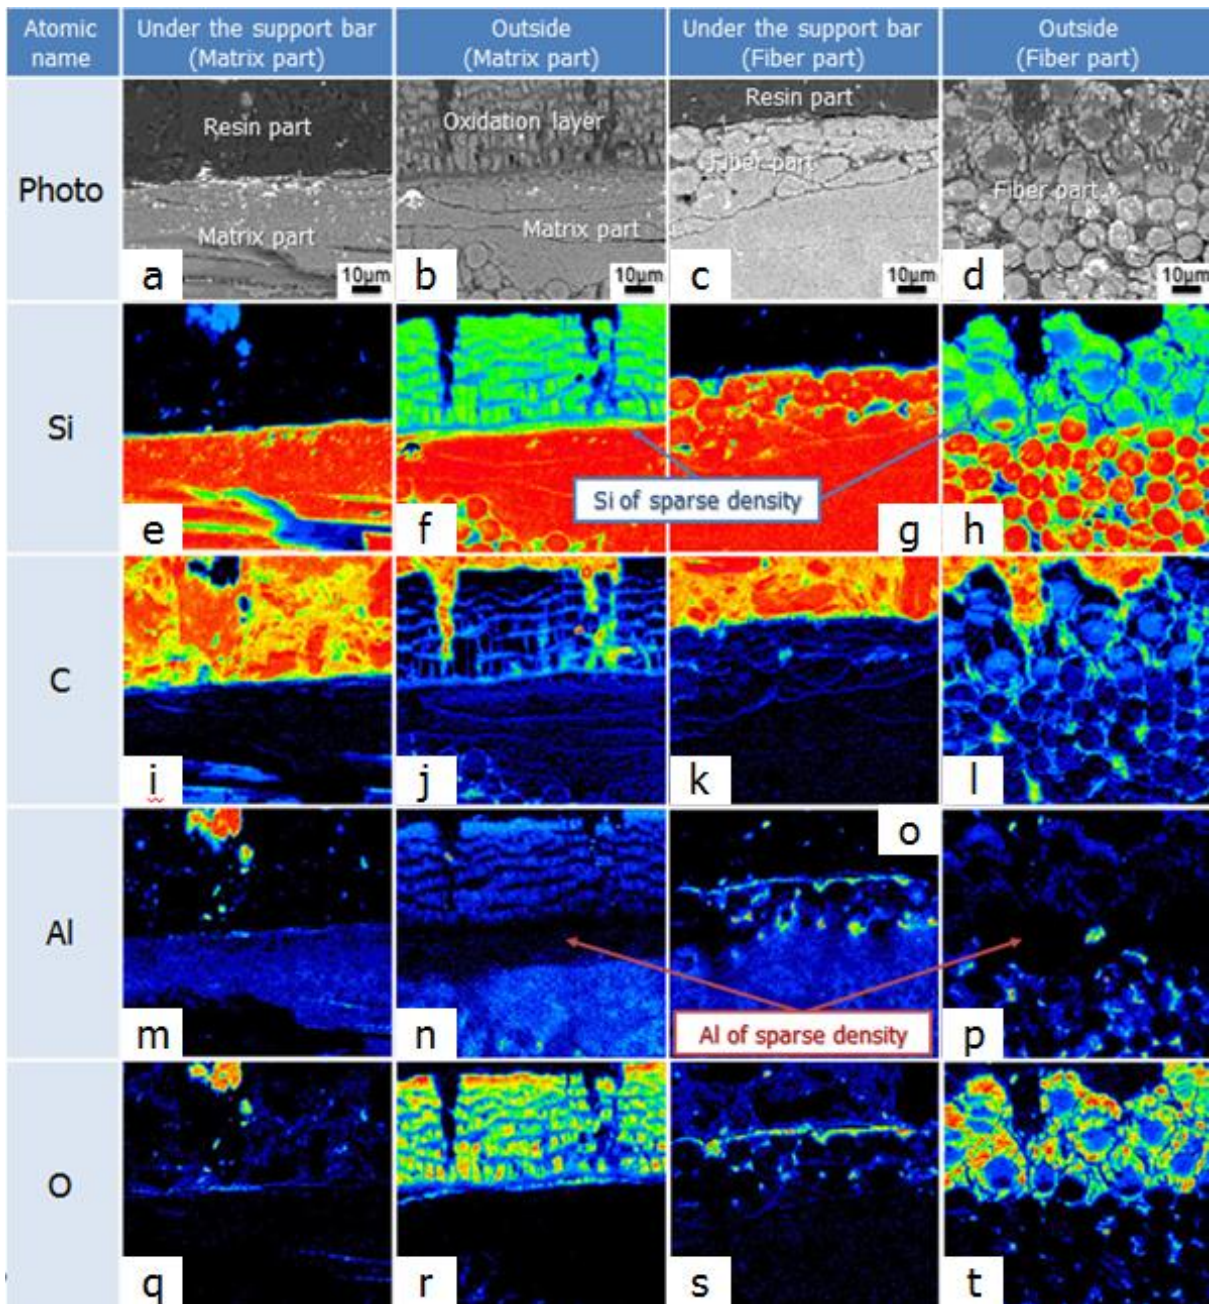 Atomic name
Under the support bar (Matrix part)
Outside (Matrix part)
Under the support bar (Fiber part)
Outside (Fiber part)
Photo
Resin part
Matrix part
10μm
a
Oxidation layer
Matrix part
10μm
b
Resin part
Fiber part
10μm
c
Fiber part
10μm
d
Si
Si of sparse density
e
f
g
h
C
i
j
k
l
Al
o
Al of sparse density
m
n
p
O
q
r
s
t